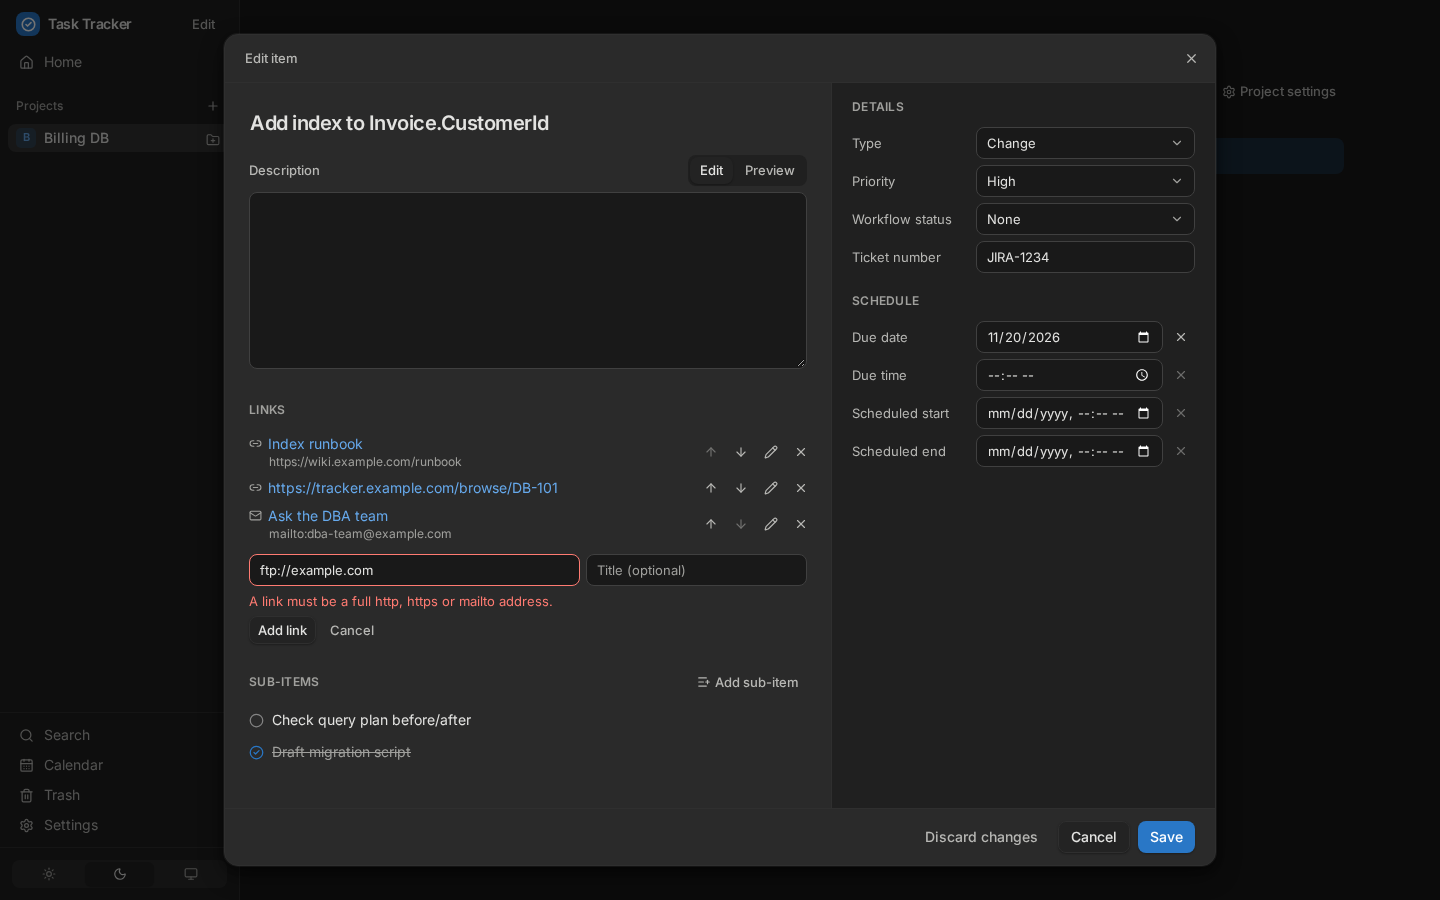 Task Tracker
Edit
Home
Projects
B Billing DB
Search
Calendar
Trash
Settings
Project settings
Edit item
Add index to Invoice.CustomerId
Description
Edit Preview
LINKS
Index runbook
https://wiki.example.com/runbook
https://tracker.example.com/browse/DB-101
Ask the DBA team
mailto:dba-team@example.com
ftp://example.com
Title (optional)
A link must be a full http, https or mailto address.
Add link Cancel
SUB-ITEMS
Add sub-item
Check query plan before/after
Draft migration script
DETAILS
Type Change
Priority High
Workflow status None
Ticket number JIRA-1234
SCHEDULE
Due date 11/20/2026
Due time --:-- --
Scheduled start mm/dd/yyyy, --:-- --
Scheduled end mm/dd/yyyy, --:-- --
Discard changes Cancel Save